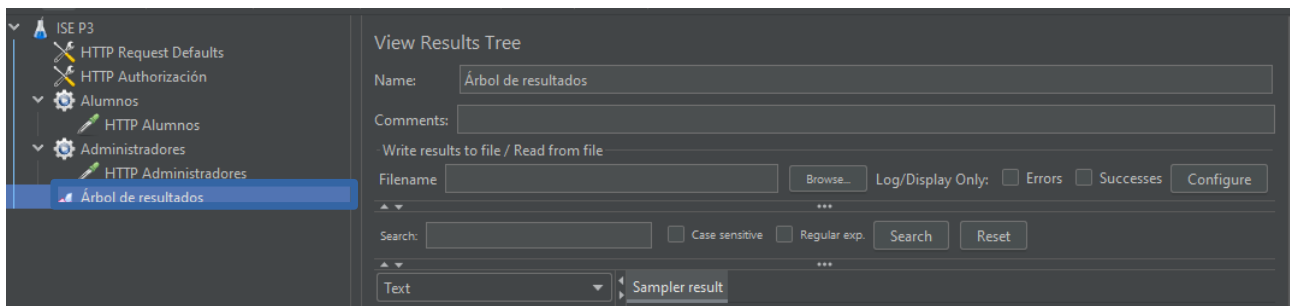 ISE P3
HTTP Request Defaults
HTTP Authorización
Alumnos
HTTP Alumnos
Administradores
HTTP Administradores
Árbol de resultados
View Results Tree
Name: Árbol de resultados
Comments:
Write results to file / Read from file
Filename Browse... Log/Display Only: Errors Successes Configure
Search: Case sensitive Regular exp. Search Reset
Text Sampler result